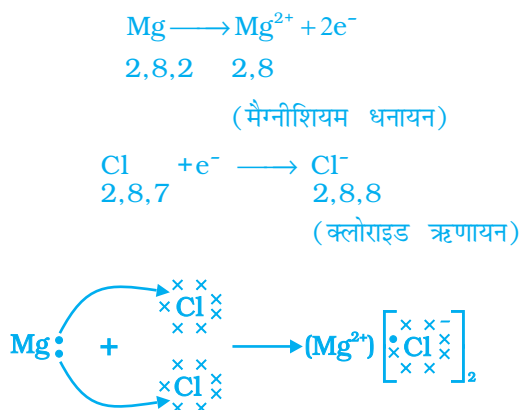 Mg ⟶ Mg²⁺ + 2e⁻
2,8,2 2,8
(मैग्नीशियम धनायन)
Cl +e⁻ ⟶ Cl⁻
2,8,7 2,8,8
(क्लोराइड ऋणायन)
Cl
Mg + ⟶ (Mg²⁺) [Cl⁻]₂
Cl